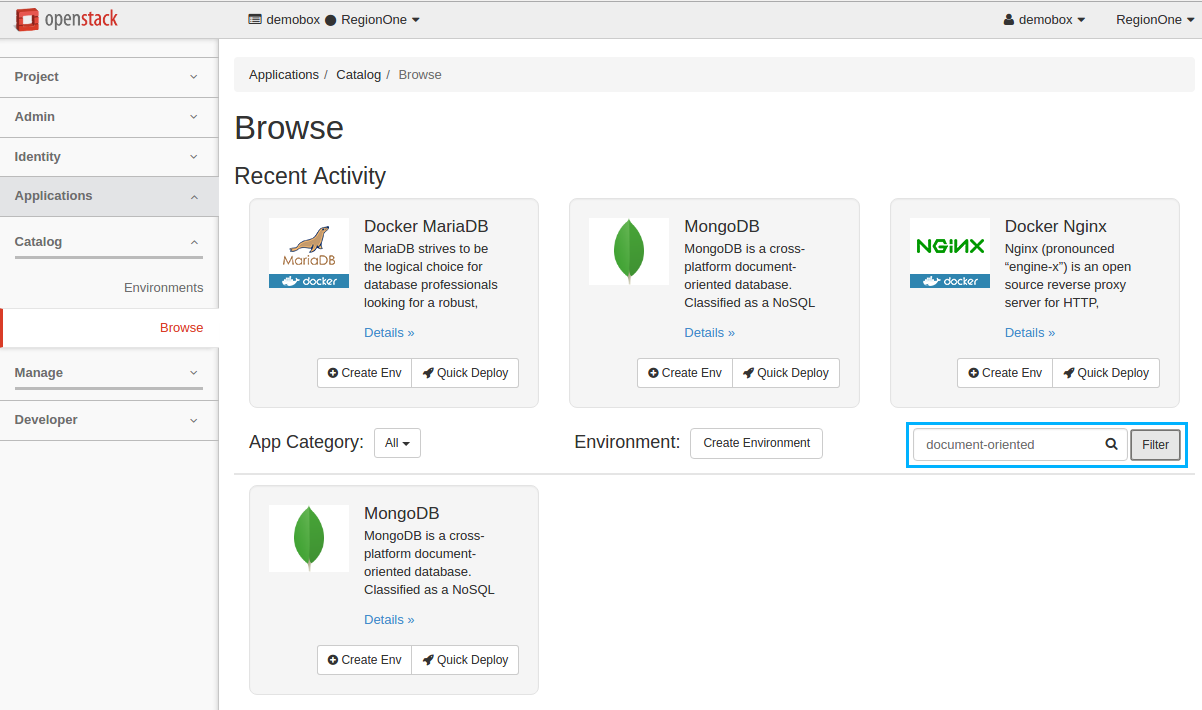 openstack
demobox RegionOne
demobox
RegionOne
Project
Admin
Identity
Applications
Catalog
Environments
Browse
Manage
Developer
Applications / Catalog / Browse
Browse
Recent Activity
MariaDB
docker
Docker MariaDB
MariaDB strives to be
the logical choice for
database professionals
looking for a robust,
Details »
Create Env
Quick Deploy
MongoDB
MongoDB is a cross-
platform document-
oriented database.
Classified as a NoSQL
Details »
Create Env
Quick Deploy
NGINX
docker
Docker Nginx
Nginx (pronounced
“engine-x”) is an open
source reverse proxy
server for HTTP,
Details »
Create Env
Quick Deploy
App Category:
All
Environment:
Create Environment
document-oriented
Filter
MongoDB
MongoDB is a cross-
platform document-
oriented database.
Classified as a NoSQL
Details »
Create Env
Quick Deploy